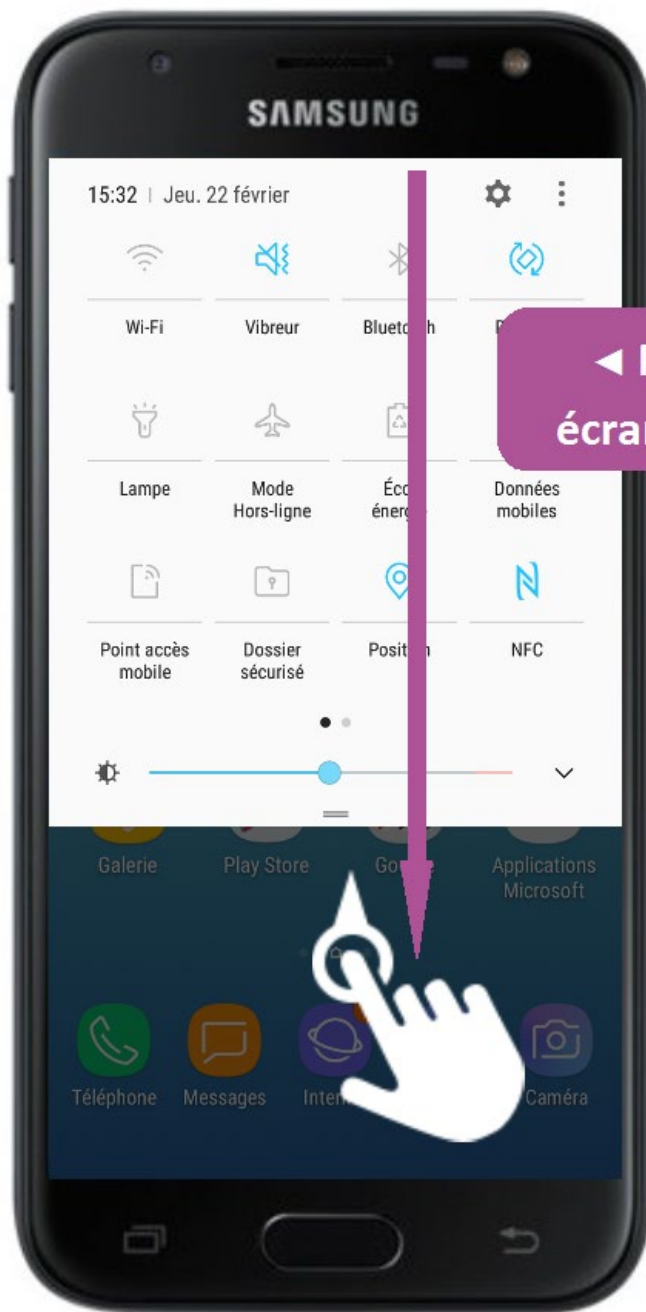 SAMSUNG
15:32 | Jeu. 22 février
Wi-Fi Vibreur
◄
écran
Lampe Mode Hors-ligne Données mobiles
Point accès mobile Dossier sécurisé NFC
Galerie Play Store Applications Microsoft
Téléphone Messages Caméra